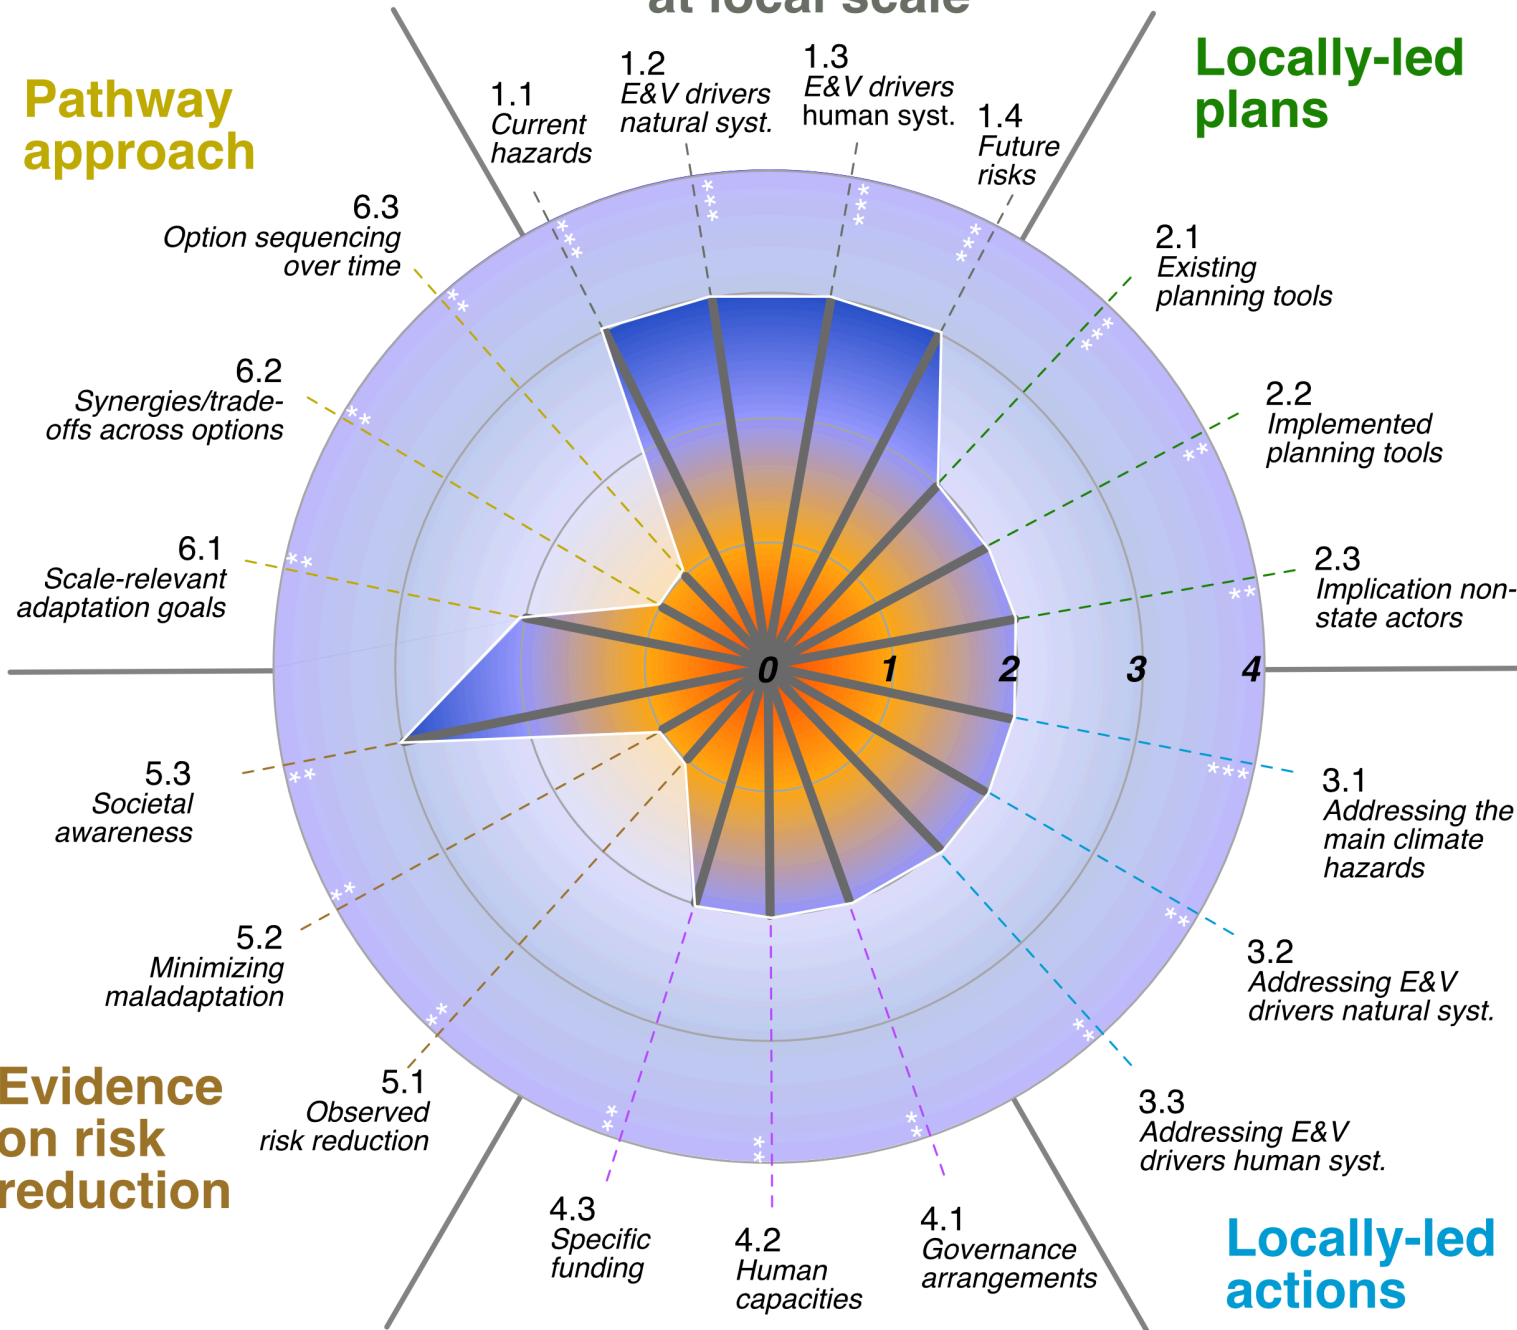 at local scale
Locally-led
plans
Pathway
approach
1.1
Current
hazards
1.2
E&V drivers
natural syst.
1.3
E&V drivers
human syst.
1.4
Future
risks
2.1
Existing
planning tools
2.2
Implemented
planning tools
2.3
Implication non-
state actors
3.1
Addressing the
main climate
hazards
3.2
Addressing E&V
drivers natural syst.
3.3
Addressing E&V
drivers human syst.
Locally-led
actions
4.1
Governance
arrangements
4.2
Human
capacities
4.3
Specific
funding
5.1
Observed
risk reduction
Evidence
on risk
reduction
5.2
Minimizing
maladaptation
5.3
Societal
awareness
6.1
Scale-relevant
adaptation goals
6.2
Synergies/trade-
offs across options
6.3
Option sequencing
over time
0 1 2 3 4
***
***
***
***
***
**
**
***
**
**
**
**
**
**
**
**
**
**
**